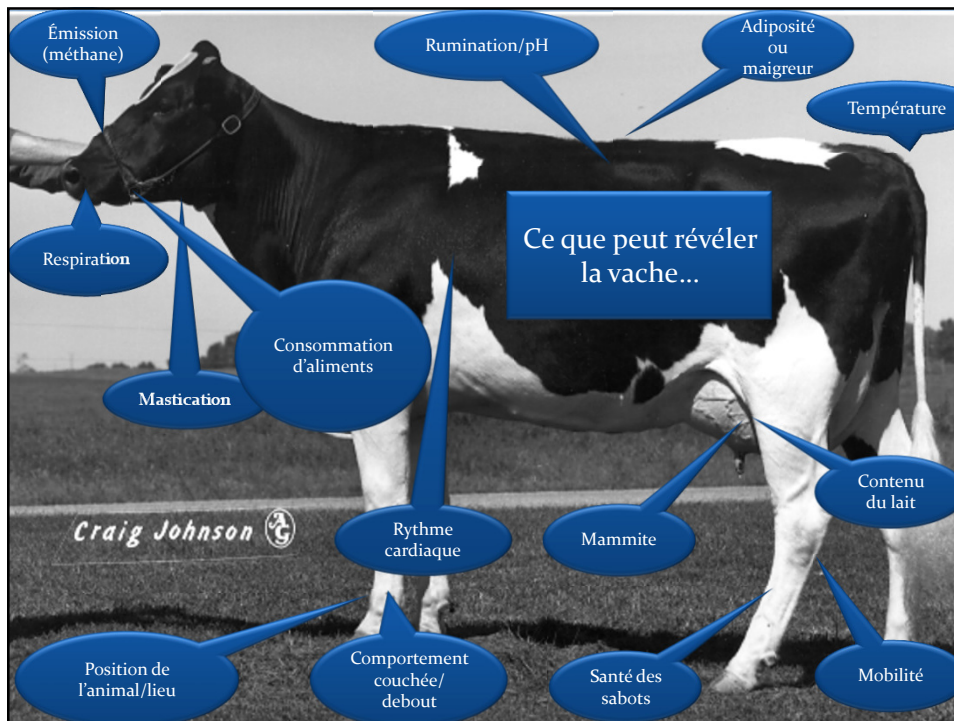 Émission
(méthane)
Rumination/pH
Adiposité
ou
maigreur
Température
Respiration
Ce que peut révéler
la vache...
Consommation
d'aliments
Mastication
Contenu
du lait
Craig Johnson AG
Rythme
cardiaque
Mammite
Position de
l'animal/lieu
Comportement
couchée/
debout
Santé des
sabots
Mobilité